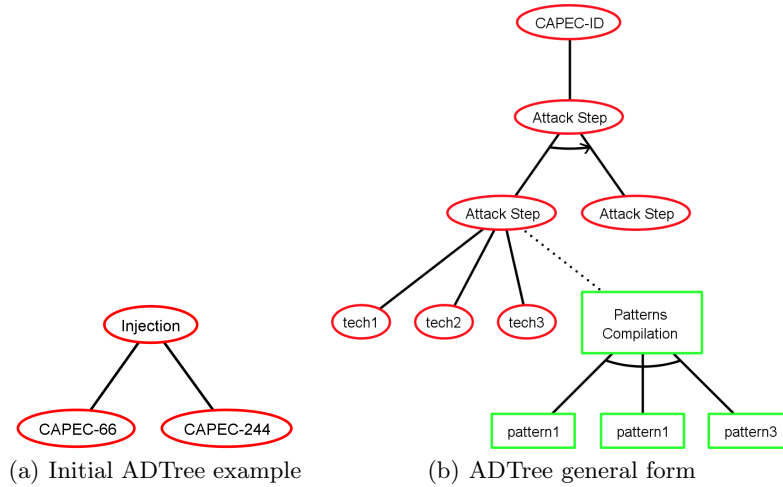 CAPEC-ID
Attack Step
Attack Step
Attack Step
tech1
tech2
tech3
Patterns
Compilation
pattern1
pattern1
pattern3
Injection
CAPEC-66
CAPEC-244
(a) Initial ADTree example
(b) ADTree general form